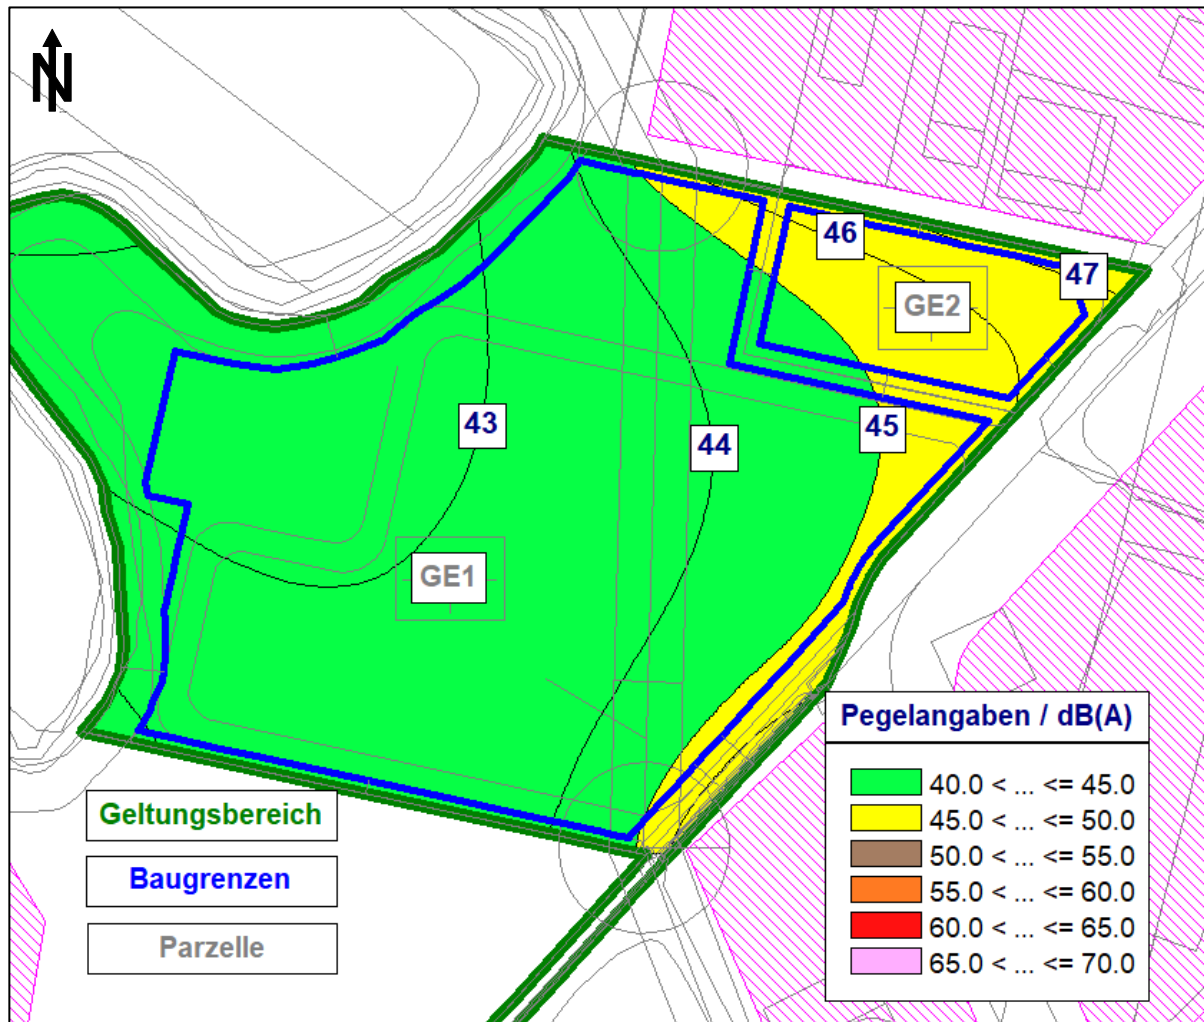 N
46
47
GE2
43
45
44
GE1
Pegelangaben / dB(A)
40.0 < ... <= 45.0
45.0 < ... <= 50.0
50.0 < ... <= 55.0
55.0 < ... <= 60.0
60.0 < ... <= 65.0
65.0 < ... <= 70.0
Geltungsbereich
Baugrenzen
Parzelle